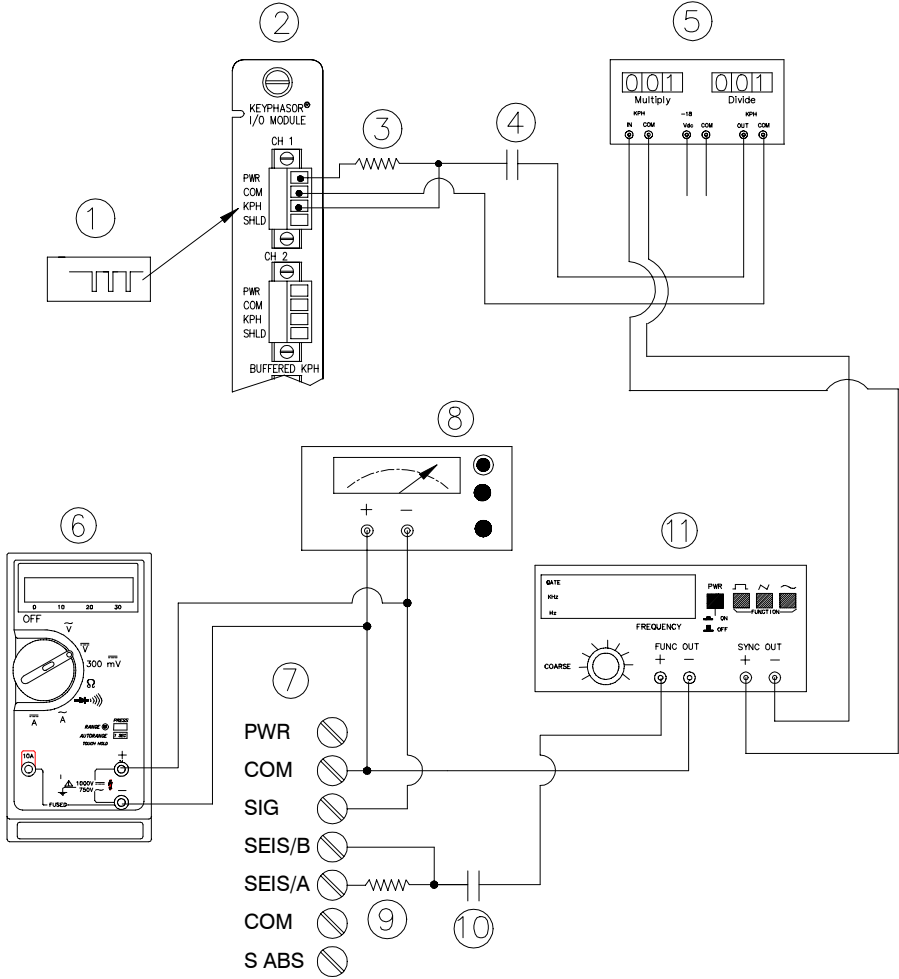 2
5
KEYPHASOR®
I/O MODULE
CH 1
PWR
COM
KPH
SHLD
CH 2
PWR
COM
KPH
SHLD
BUFFERED KPH
3
4
001 001
Multiply Divide
KPH -18 KPH
IN COM Vdc COM OUT COM
1
8
+ -
6
0 10 20 30
OFF
~
V
V
300 mV
Ω
A
~
A
RANGE
PRESS
AUTORANGE 1 SEC
TOUCH HOLD
10A
+
1000V
750V ~
-
FUSED
7
PWR
COM
SIG
SEIS/B
SEIS/A
COM
S ABS
9
10
11
GATE
KHz
Hz
PWR
ON
OFF
FUNCTION
FREQUENCY
COARSE
FUNC OUT SYNC OUT
+ - + -